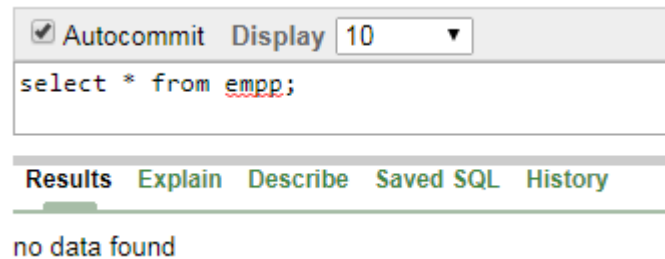 Autocommit Display 10
select * from empp;
Results Explain Describe Saved SQL History
no data found